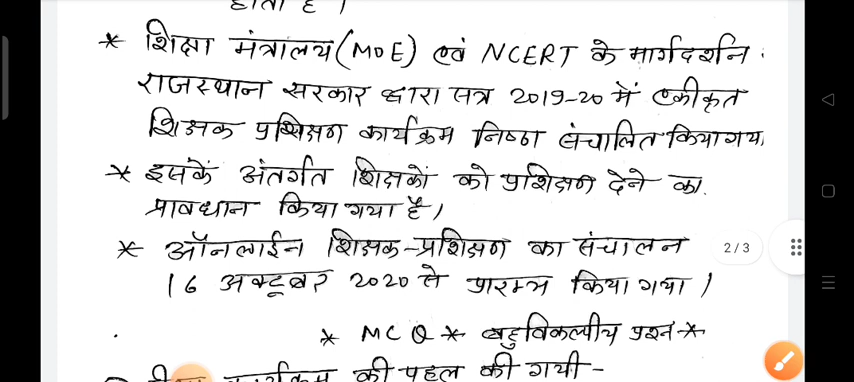 होता है।
* शिक्षा मंत्रालय (MOE) एवं NCERT के मार्गदर्शन
राजस्थान सरकार द्वारा सत्र 2019-20 में एकीकृत
शिक्षक प्रशिक्षण कार्यक्रम निष्ठा संचालित किया गया
* इसके अंतर्गत शिक्षकों को प्रशिक्षण देने का
प्रावधान किया गया है।
* ऑनलाईन शिक्षक-प्रशिक्षण का संचालन
16 अक्टूबर 2020 से प्रारम्भ किया गया।
2/3
* MCQ * बहुविकल्पीय प्रश्न *
कार्यक्रम की पहल की गयी -